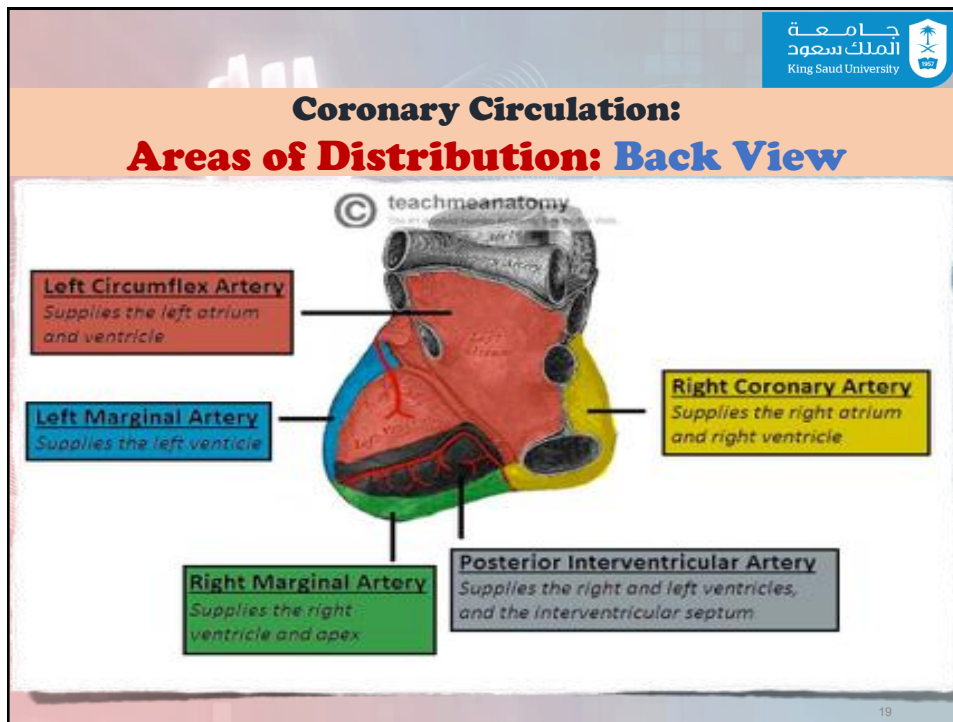 جامعة
الملك سعود
King Saud University
1957
Coronary Circulation:
Areas of Distribution: Back View
© teachmeanatomy
Left Circumflex Artery
Supplies the left atrium
and ventricle
Left Marginal Artery
Supplies the left venticle
Right Coronary Artery
Supplies the right atrium
and right ventricle
Left
Atrium
Artery
Right Marginal Artery
Supplies the right
ventricle and apex
Posterior Interventricular Artery
Supplies the right and left ventricles,
and the interventricular septum
19